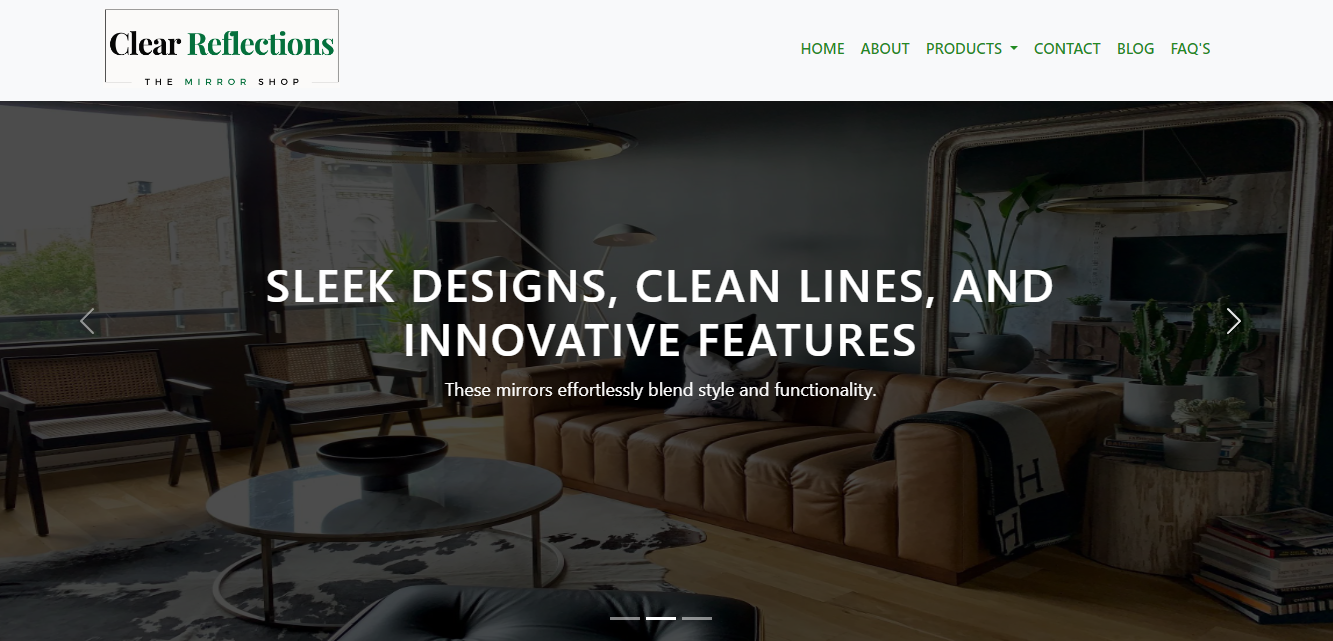 Clear Reflections
THE MIRROR SHOP
HOME ABOUT PRODUCTS CONTACT BLOG FAQ'S
SLEEK DESIGNS, CLEAN LINES, AND
INNOVATIVE FEATURES
These mirrors effortlessly blend style and functionality.
H
H